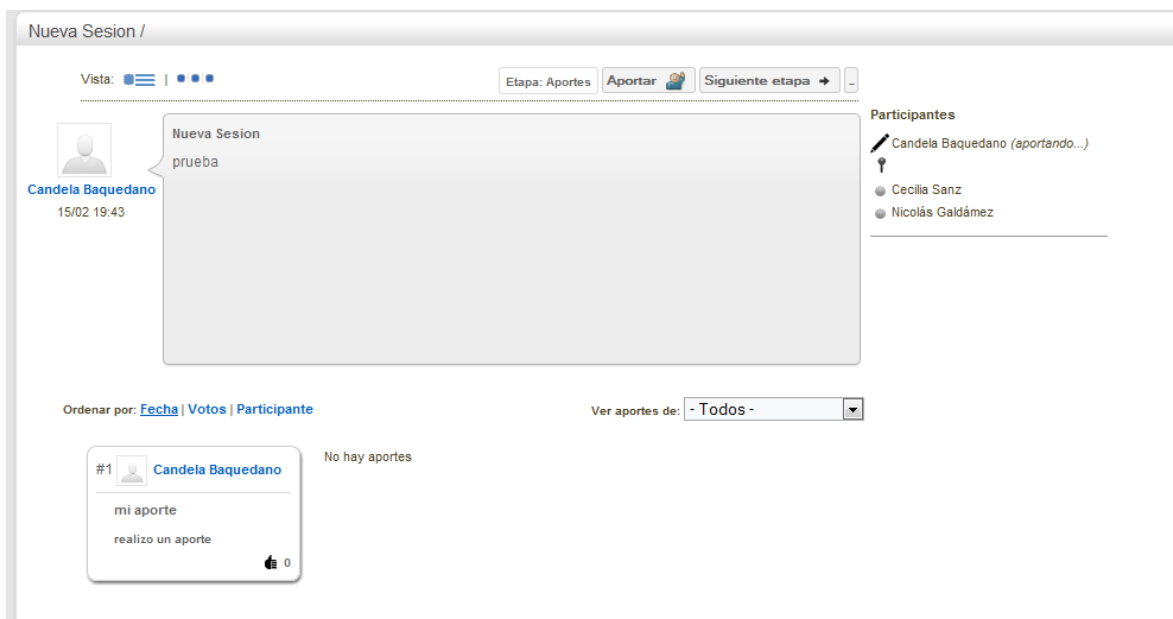 Nueva Sesion /
Vista: |
Etapa: Aportes Aportar Siguiente etapa -
Participantes
Candela Baquedano (aportando...)
Cecilia Sanz
Nicolás Galdámez
Nueva Sesion
prueba
Candela Baquedano
15/02 19:43
Ordenar por: Fecha | Votos | Participante
Ver aportes de: - Todos -
#1 Candela Baquedano
mi aporte
realizo un aporte
0
No hay aportes